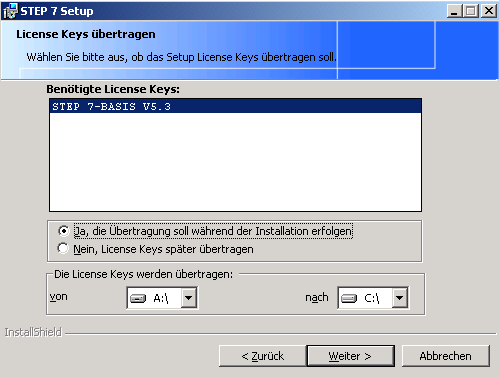 STEP 7 Setup
License Keys übertragen
Wählen Sie bitte aus, ob das Setup License Keys übertragen soll.
Benötigte License Keys:
STEP 7-BASIS V5.3
Ja, die Übertragung soll während der Installation erfolgen
Nein, License Keys später übertragen
Die License Keys werden übertragen:
von A:\ nach C:\
InstallShield
< Zurück Weiter > Abbrechen